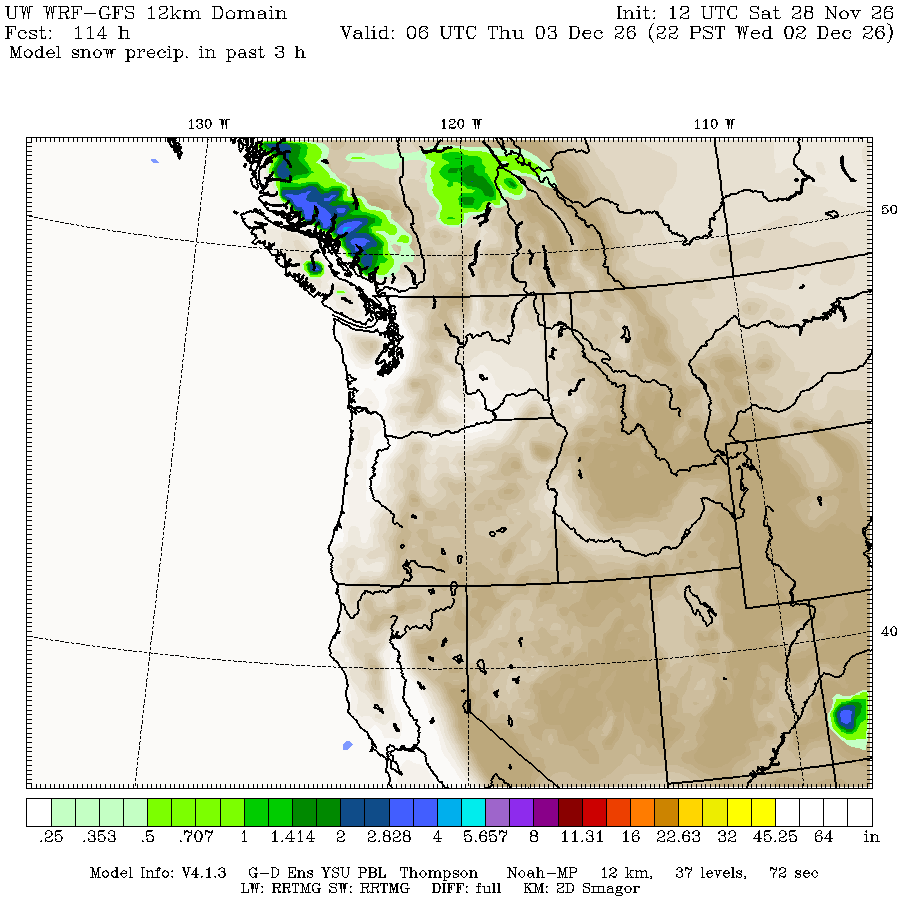 UW WRF-GFS 12km Domain Init: 12 UTC Sat 28 Nov 26
Fcst: 114 h Valid: 06 UTC Thu 03 Dec 26 (22 PST Wed 02 Dec 26)
Model snow precip. in past 3 h
130 W 120 W 110 W
50
40
.25 .353 .5 .707 1 1.414 2 2.828 4 5.657 8 11.31 16 22.63 32 45.25 64 in
Model Info: V4.1.3 G-D Ens YSU PBL Thompson Noah-MP 12 km, 37 levels, 72 sec
LW: RRTMG SW: RRTMG DIFF: full KM: 2D Smagor